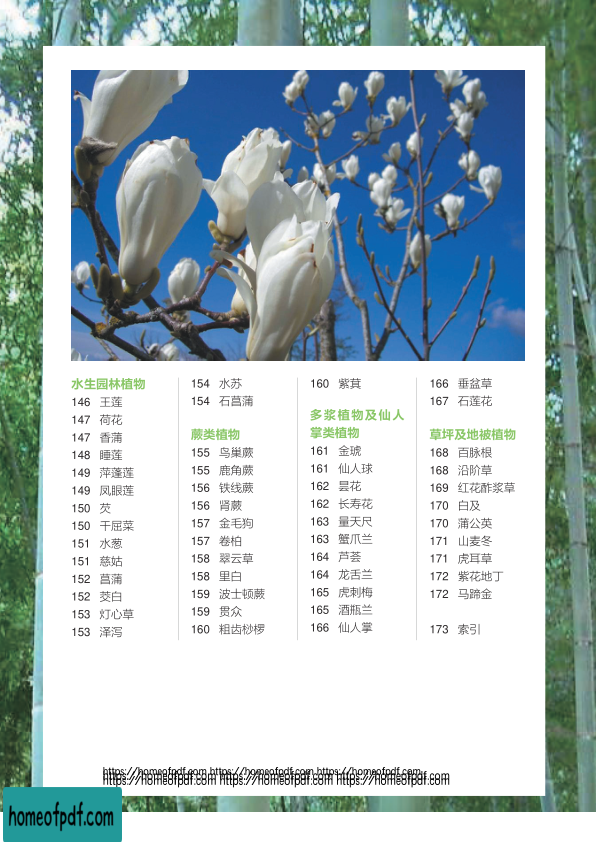 水生园林植物
146 王莲
147 荷花
147 香蒲
148 睡莲
149 萍蓬莲
149 凤眼莲
150 芡
150 千屈菜
151 水葱
151 慈姑
152 菖蒲
152 茭白
153 灯心草
153 泽泻
154 水苏
154 石菖蒲
蕨类植物
155 鸟巢蕨
155 鹿角蕨
156 铁线蕨
156 肾蕨
157 金毛狗
157 卷柏
158 翠云草
158 里白
159 波士顿蕨
159 贯众
160 粗齿桫椤
160 紫萁
多浆植物及仙人
掌类植物
161 金琥
161 仙人球
162 昙花
162 长寿花
163 量天尺
163 蟹爪兰
164 芦荟
164 龙舌兰
165 虎刺梅
165 酒瓶兰
166 仙人掌
166 垂盆草
167 石莲花
草坪及地被植物
168 百脉根
168 沿阶草
169 红花酢浆草
170 白及
170 蒲公英
171 山麦冬
171 虎耳草
172 紫花地丁
172 马蹄金
173 索引
https://homeofpdf.com https://homeofpdf.com https://homeofpdf.com
https://homeofpdf.com https://homeofpdf.com https://homeofpdf.com
https://homeofpdf.com https://homeofpdf.com https://homeofpdf.com
homeofpdf.com